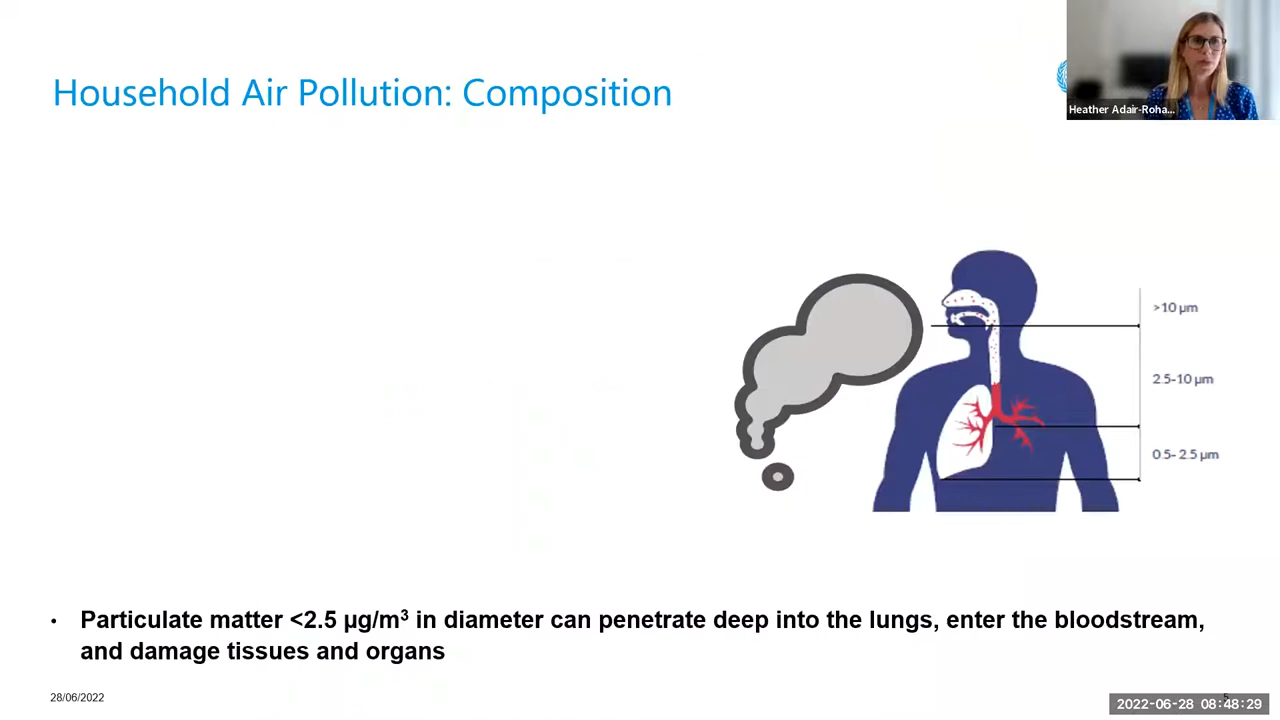 Household Air Pollution: Composition
Heather Adair-Roha...
>10 µm
2.5-10 µm
0.5- 2.5 µm
• Particulate matter <2.5 µg/m³ in diameter can penetrate deep into the lungs, enter the bloodstream,
and damage tissues and organs
28/06/2022
5
2022-06-28 08:48:29